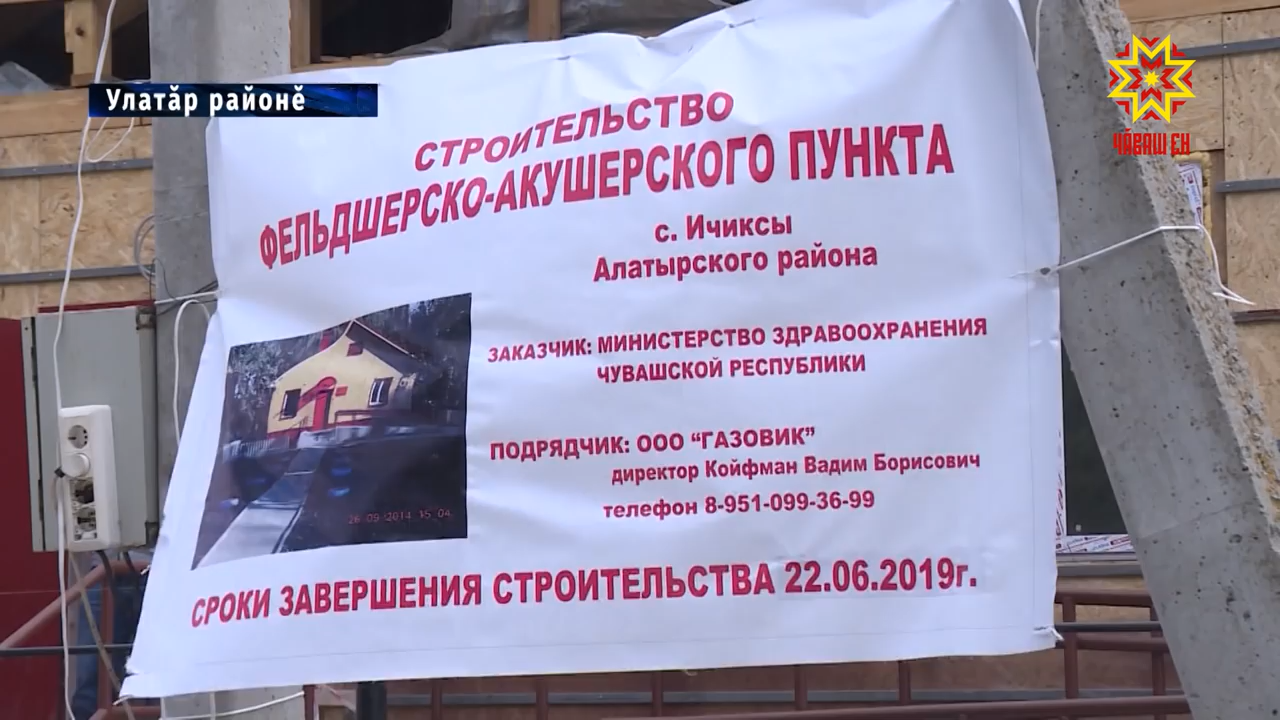 Улатӑр районӗ
ЧӐВАШ ЕН
СТРОИТЕЛЬСТВО
ФЕЛЬДШЕРСКО-АКУШЕРСКОГО ПУНКТА
с. Ичиксы
Алатырского района
ЗАКАЗЧИК: МИНИСТЕРСТВО ЗДРАВООХРАНЕНИЯ
ЧУВАШСКОЙ РЕСПУБЛИКИ
ПОДРЯДЧИК: ООО “ГАЗОВИК”
директор Койфман Вадим Борисович
телефон 8-951-099-36-99
26 09 2014 15 04
СРОКИ ЗАВЕРШЕНИЯ СТРОИТЕЛЬСТВА 22.06.2019г.